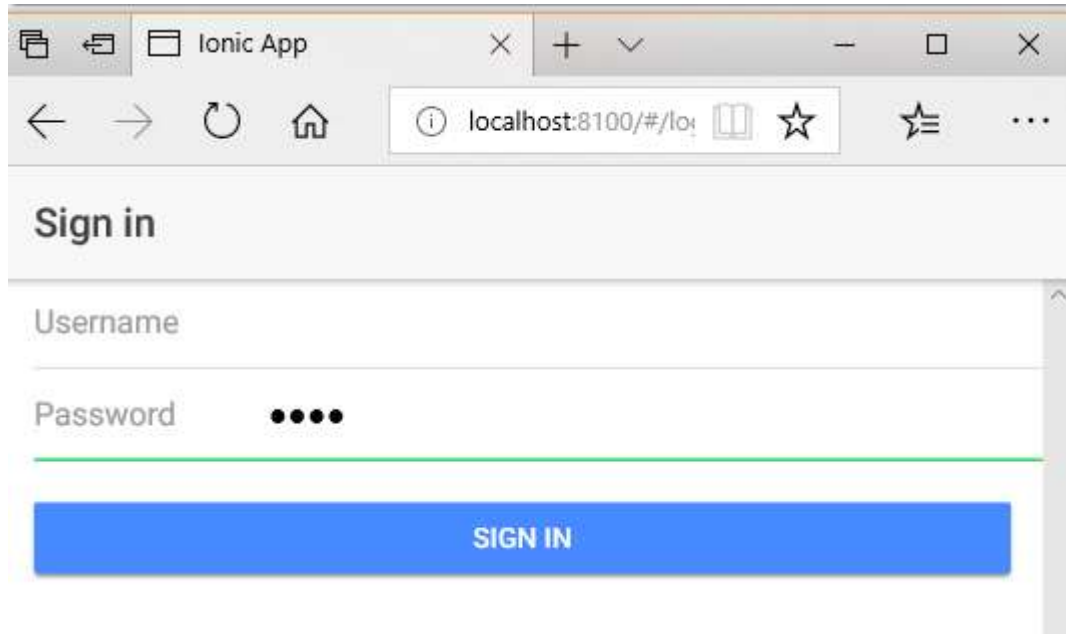 Ionic App
localhost:8100/#/lo
Sign in
Username
Password ●●●●
SIGN IN